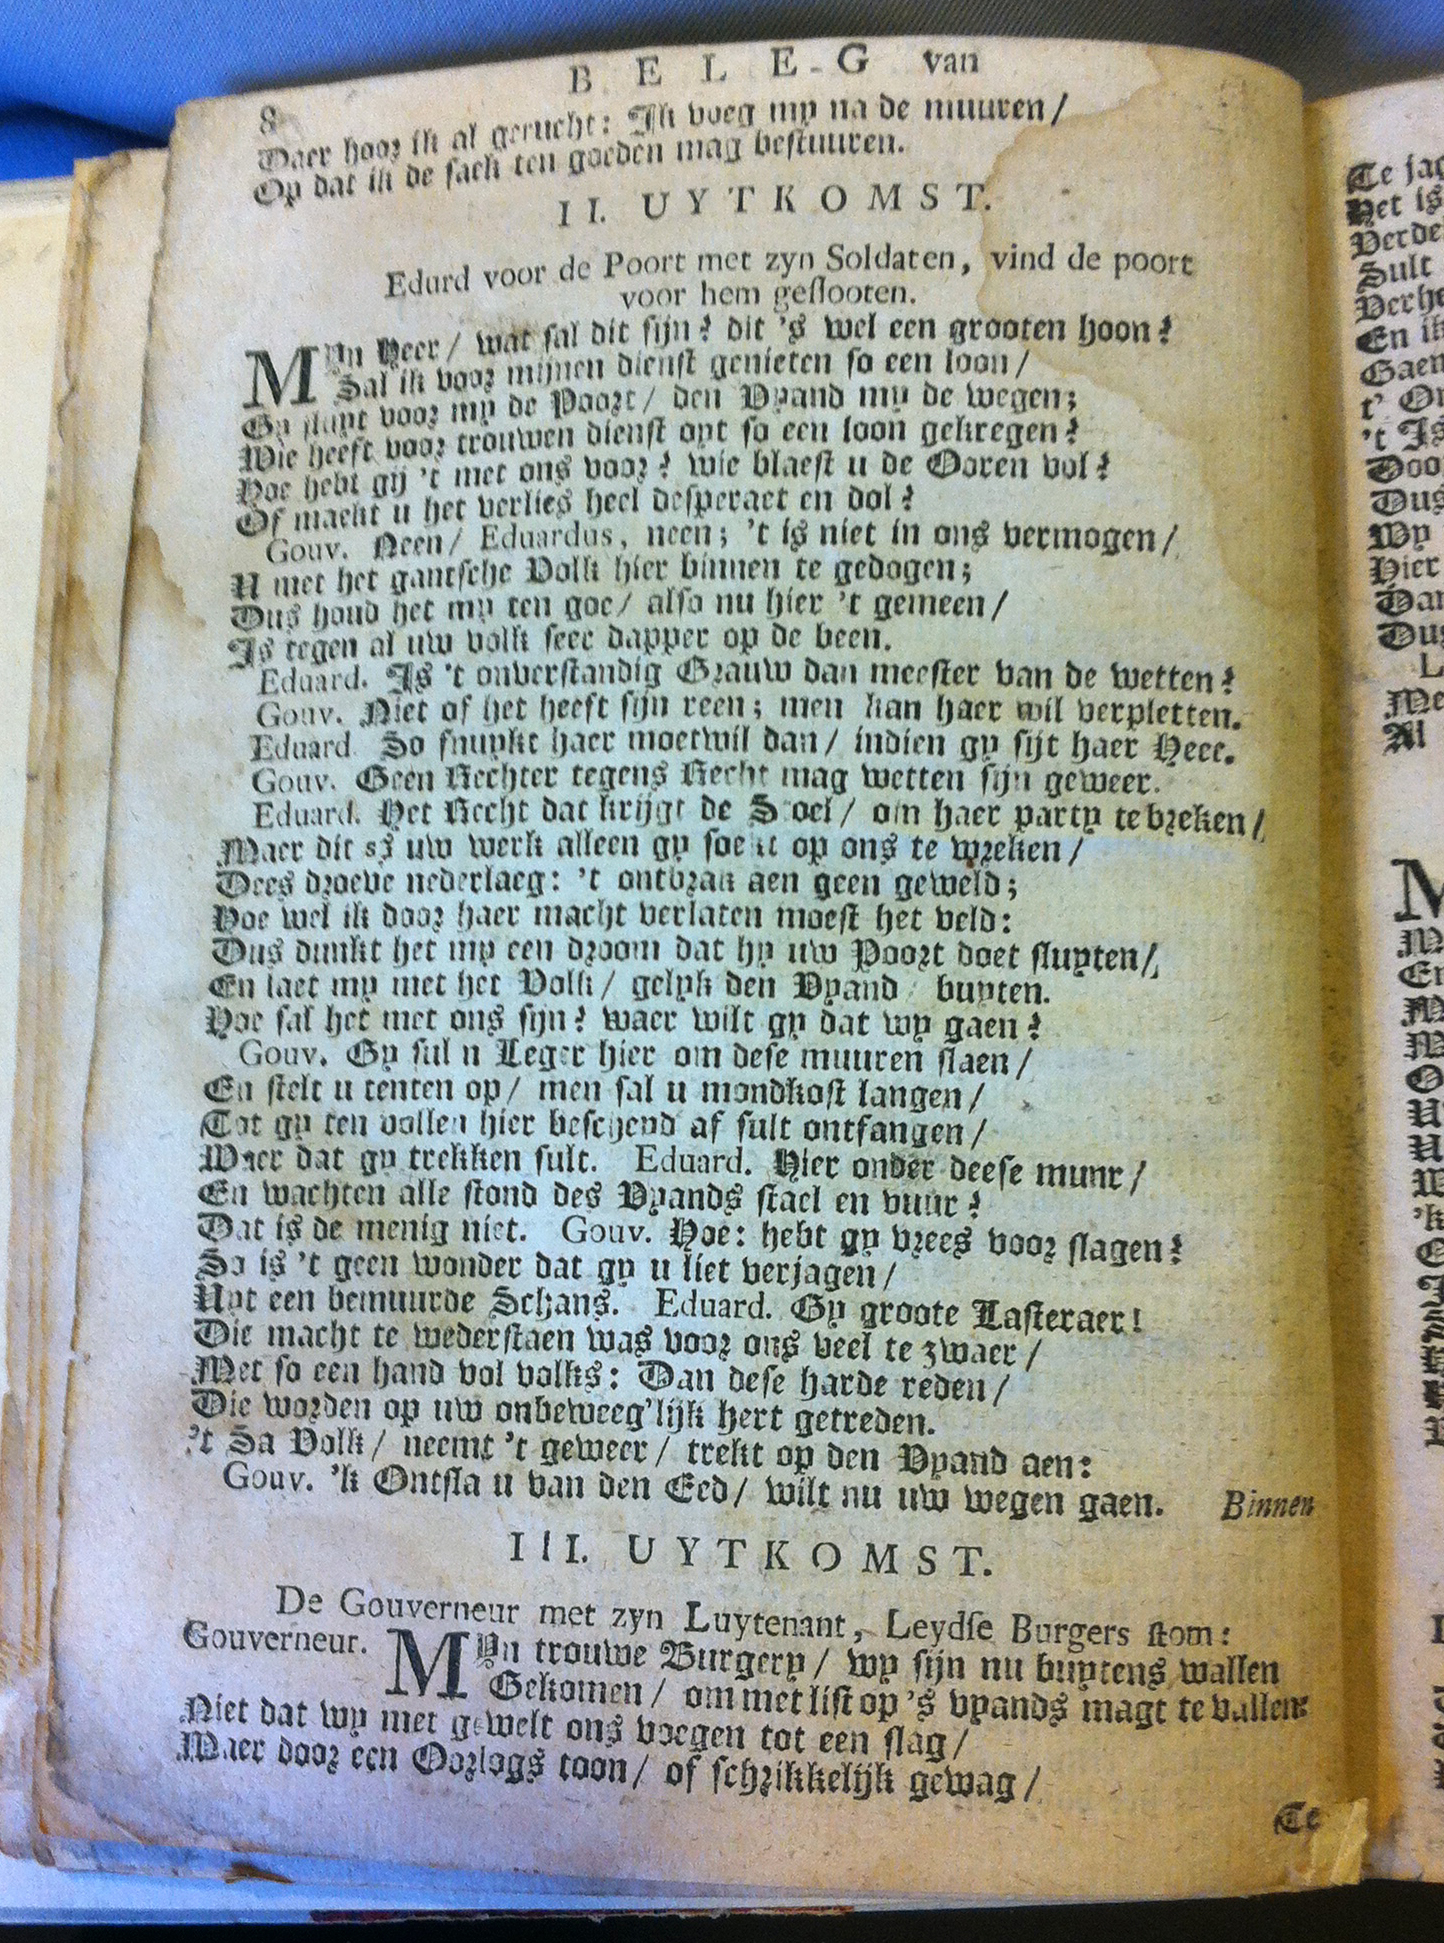 8 BELEG van
Daer hoor ik al gerucht: Ik voeg my na de muuren/
Op dat ik de saek ten goeden mag bestuuren.
II. UYTKOMST.
Edurd voor de Poort met zyn Soldaten, vind de poort
voor hem geslooten.
MYn Heer/ wat sal dit sijn? dit 's wel een grooten hoon?
Sal ik voor mijnen dienst genieten so een loon/
Gy sluyt voor my de Poort/ den Vyand my de wegen;
Wie heeft voor trouwen dienst oyt so een loon gekregen?
Hoe hebt gij 't met ons voor? wie blaest u de Ooren vol?
Of maekt u het verlies heel desperaet en dol?
Gouv. Neen/ Eduardus, neen; 't is niet in ons vermogen/
U met het gantsche Volk hier binnen te gedogen;
Dus houd het my ten goe/ also nu hier 't gemeen/
Is tegen al uw volk seer dapper op de been.
Eduard. Is 't onverstandig Grauw dan meester van de wetten?
Gouv. Niet of het heeft sijn reen; men kan haer wil verpletten.
Eduard So snuykt haer moetwil dan/ indien gy sijt haer Heer.
Gouv. Geen Rechter tegens Recht mag wetten sijn geweer.
Eduard. Het Recht dat krijgt de Stoel/ om haer party te breken/
Maer dit is uw werk alleen gy soekt op ons te wreken/
Dees droeve nederlaeg: 't ontbrak aen geen geweld;
Hoe wel ik door haer macht verlaten moest het veld:
Dus dunkt het my een droom dat hy uw Poort doet sluyten/
En laet my met het Volk/ gelyk den Vyand buyten.
Hoe sal het met ons sijn? waer wilt gy dat wy gaen?
Gouv. Gy sul u Leger hier om dese muuren slaen/
En stelt u tenten op/ men sal u mondkost langen/
Tot gy ten vollen hier bescheyd af sult ontfangen/
Waer dat gy trekken sult. Eduard. Hier onder deese muur/
En wachten alle stond des Vyands stael en vuur?
Dat is de menig niet. Gouv. Hoe: hebt gy vrees voor slagen?
So is 't geen wonder dat gy u liet verjagen/
Uyt een bemuurde Schans. Eduard. Gy groote Lasteraer!
Die macht te wederstaen was voor ons veel te zwaer/
Met so een hand vol volks: Dan dese harde reden/
Die worden op uw onbeweeg'lijk hert getreden.
't Sa Volk/ neemt 't geweer/ trekt op den Vyand aen:
Gouv. 'k Ontsla u van den Eed/ wilt nu uw wegen gaen. Binnen
III. UYTKOMST.
De Gouverneur met zyn Luytenant, Leydse Burgers stom:
Gouverneur. MYn trouwe Burgery/ wy sijn nu buytens wallen
Gekomen/ om met list op 's vyands magt te vallen:
Niet dat wy met gewelt ons voegen tot een slag/
Maer door een Oorlogs toon/ of schrikkelijk gewag/
Te